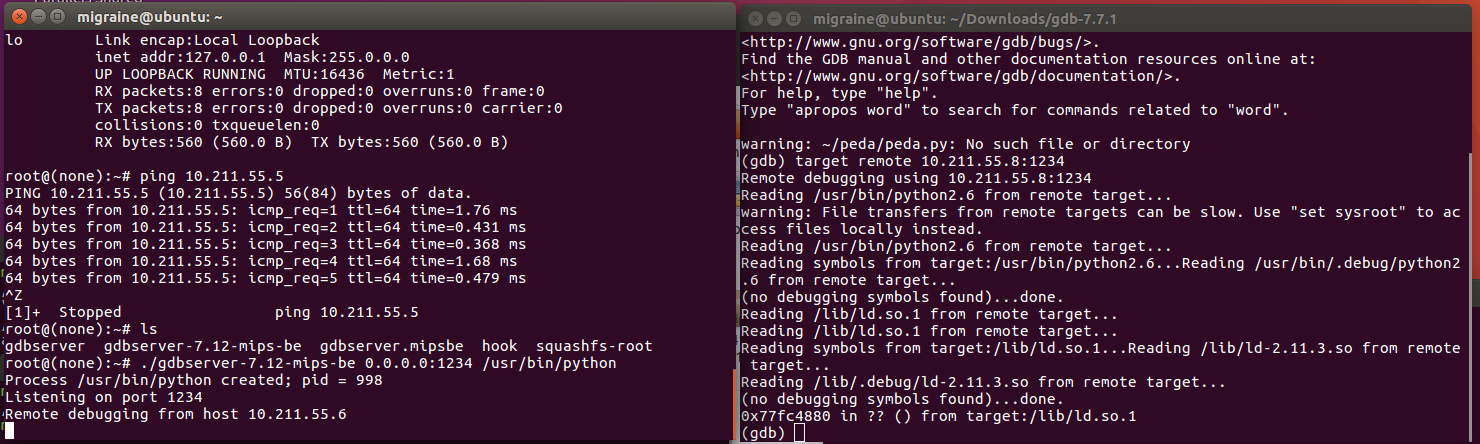 migraine@ubuntu: ~
lo        Link encap:Local Loopback
          inet addr:127.0.0.1  Mask:255.0.0.0
          UP LOOPBACK RUNNING  MTU:16436  Metric:1
          RX packets:8 errors:0 dropped:0 overruns:0 frame:0
          TX packets:8 errors:0 dropped:0 overruns:0 carrier:0
          collisions:0 txqueuelen:0
          RX bytes:560 (560.0 B)  TX bytes:560 (560.0 B)
root@(none):~# ping 10.211.55.5
PING 10.211.55.5 (10.211.55.5) 56(84) bytes of data.
64 bytes from 10.211.55.5: icmp_req=1 ttl=64 time=1.76 ms
64 bytes from 10.211.55.5: icmp_req=2 ttl=64 time=0.431 ms
64 bytes from 10.211.55.5: icmp_req=3 ttl=64 time=0.368 ms
64 bytes from 10.211.55.5: icmp_req=4 ttl=64 time=1.68 ms
64 bytes from 10.211.55.5: icmp_req=5 ttl=64 time=0.479 ms
^Z
[1]+  Stopped                 ping 10.211.55.5
root@(none):~# ls
gdbserver  gdbserver-7.12-mips-be  gdbserver.mipsbe  hook  squashfs-root
root@(none):~# ./gdbserver-7.12-mips-be 0.0.0.0:1234 /usr/bin/python
Process /usr/bin/python created; pid = 998
Listening on port 1234
Remote debugging from host 10.211.55.6
migraine@ubuntu: ~/Downloads/gdb-7.7.1
<http://www.gnu.org/software/gdb/bugs/>.
Find the GDB manual and other documentation resources online at:
<http://www.gnu.org/software/gdb/documentation/>.
For help, type "help".
Type "apropos word" to search for commands related to "word".
warning: ~/peda/peda.py: No such file or directory
(gdb) target remote 10.211.55.8:1234
Remote debugging using 10.211.55.8:1234
Reading /usr/bin/python2.6 from remote target...
warning: File transfers from remote targets can be slow. Use "set sysroot" to ac
cess files locally instead.
Reading /usr/bin/python2.6 from remote target...
Reading symbols from target:/usr/bin/python2.6...Reading /usr/bin/.debug/python2
.6 from remote target...
(no debugging symbols found)...done.
Reading /lib/ld.so.1 from remote target...
Reading /lib/ld.so.1 from remote target...
Reading symbols from target:/lib/ld.so.1...Reading /lib/ld-2.11.3.so from remote
 target...
Reading /lib/.debug/ld-2.11.3.so from remote target...
(no debugging symbols found)...done.
0x77fc4880 in ?? () from target:/lib/ld.so.1
(gdb)